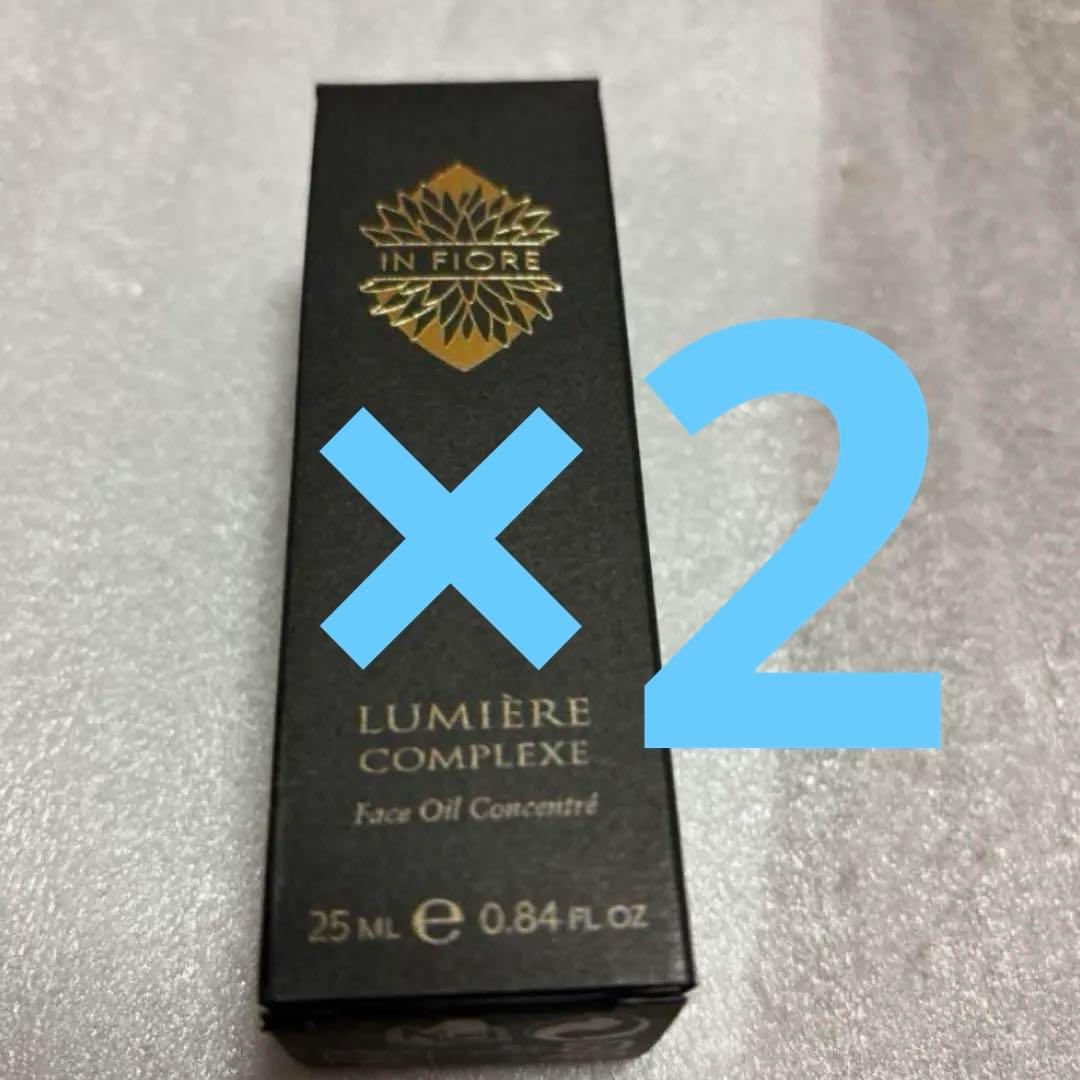 IN FIORE
×2
LUMIÈRE
COMPLEXE
Face Oil Concentré
25 ML e 0.84 FL OZ